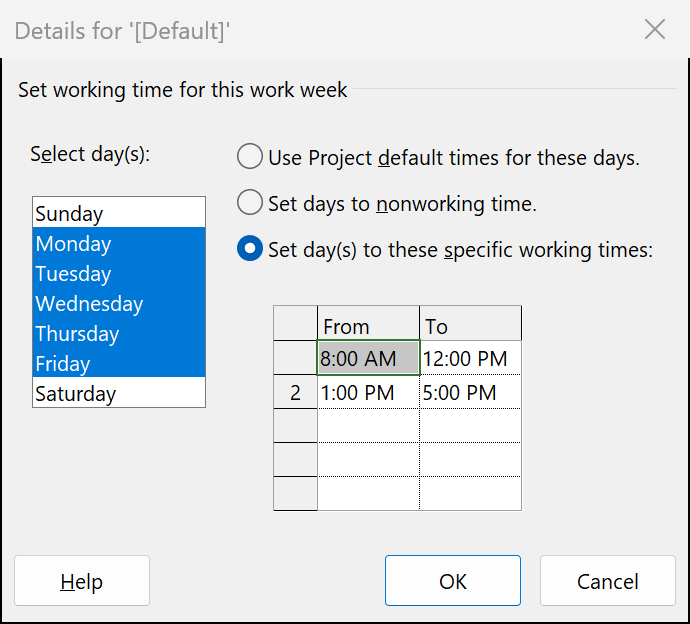 Details for '[Default]'
Set working time for this work week
Select day(s):
Use Project default times for these days.
Set days to nonworking time.
Set day(s) to these specific working times:
Sunday
Monday
Tuesday
Wednesday
Thursday
Friday
Saturday
From To
8:00 AM 12:00 PM
2 1:00 PM 5:00 PM
Help OK Cancel